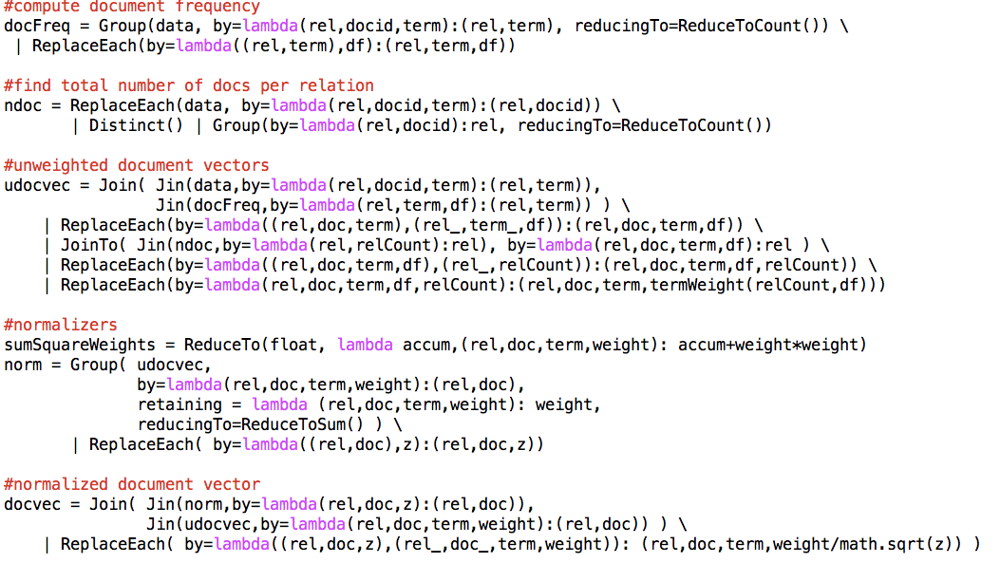 #compute document frequency
docFreq = Group(data, by=lambda(rel,docid,term):(rel,term), reducingTo=ReduceToCount()) \
 | ReplaceEach(by=lambda((rel,term),df):(rel,term,df))

#find total number of docs per relation
ndoc = ReplaceEach(data, by=lambda(rel,docid,term):(rel,docid)) \
       | Distinct() | Group(by=lambda(rel,docid):rel, reducingTo=ReduceToCount())

#unweighted document vectors
udocvec = Join( Jin(data,by=lambda(rel,docid,term):(rel,term)),
                Jin(docFreq,by=lambda(rel,term,df):(rel,term)) ) \
    | ReplaceEach(by=lambda((rel,doc,term),(rel_,term_,df)):(rel,doc,term,df)) \
    | JoinTo( Jin(ndoc,by=lambda(rel,relCount):rel), by=lambda(rel,doc,term,df):rel ) \
    | ReplaceEach(by=lambda((rel,doc,term,df),(rel_,relCount)):(rel,doc,term,df,relCount)) \
    | ReplaceEach(by=lambda(rel,doc,term,df,relCount):(rel,doc,term,termWeight(relCount,df)))

#normalizers
sumSquareWeights = ReduceTo(float, lambda accum,(rel,doc,term,weight): accum+weight*weight)
norm = Group( udocvec,
              by=lambda(rel,doc,term,weight):(rel,doc),
              retaining = lambda (rel,doc,term,weight): weight,
              reducingTo=ReduceToSum() ) \
       | ReplaceEach( by=lambda((rel,doc),z):(rel,doc,z))

#normalized document vector
docvec = Join( Jin(norm,by=lambda(rel,doc,z):(rel,doc)),
               Jin(udocvec,by=lambda(rel,doc,term,weight):(rel,doc)) ) \
    | ReplaceEach( by=lambda((rel,doc,z),(rel_,doc_,term,weight)): (rel,doc,term,weight/math.sqrt(z)) )